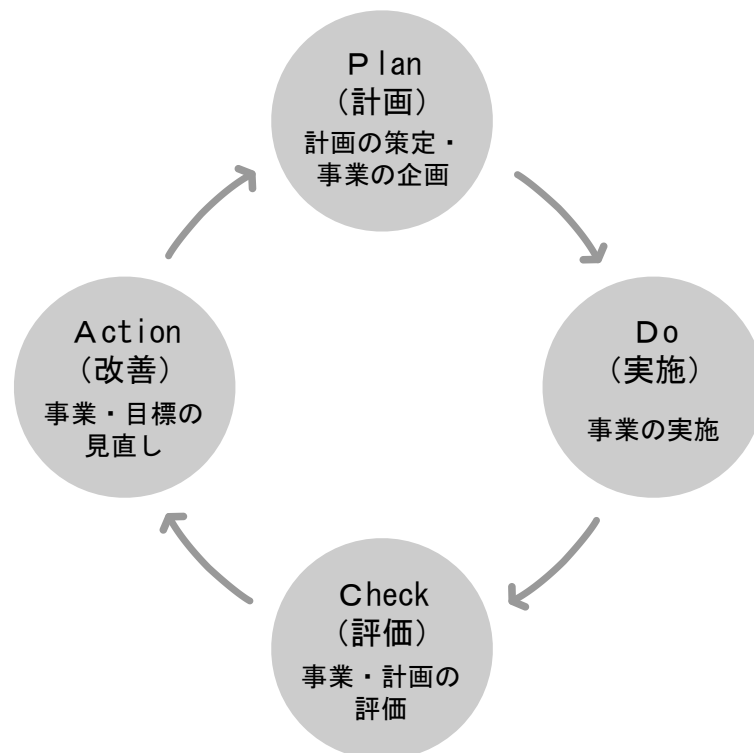 Plan
（計画）
計画の策定・
事業の企画
Do
（実施）
事業の実施
Check
（評価）
事業・計画の
評価
Action
（改善）
事業・目標の
見直し